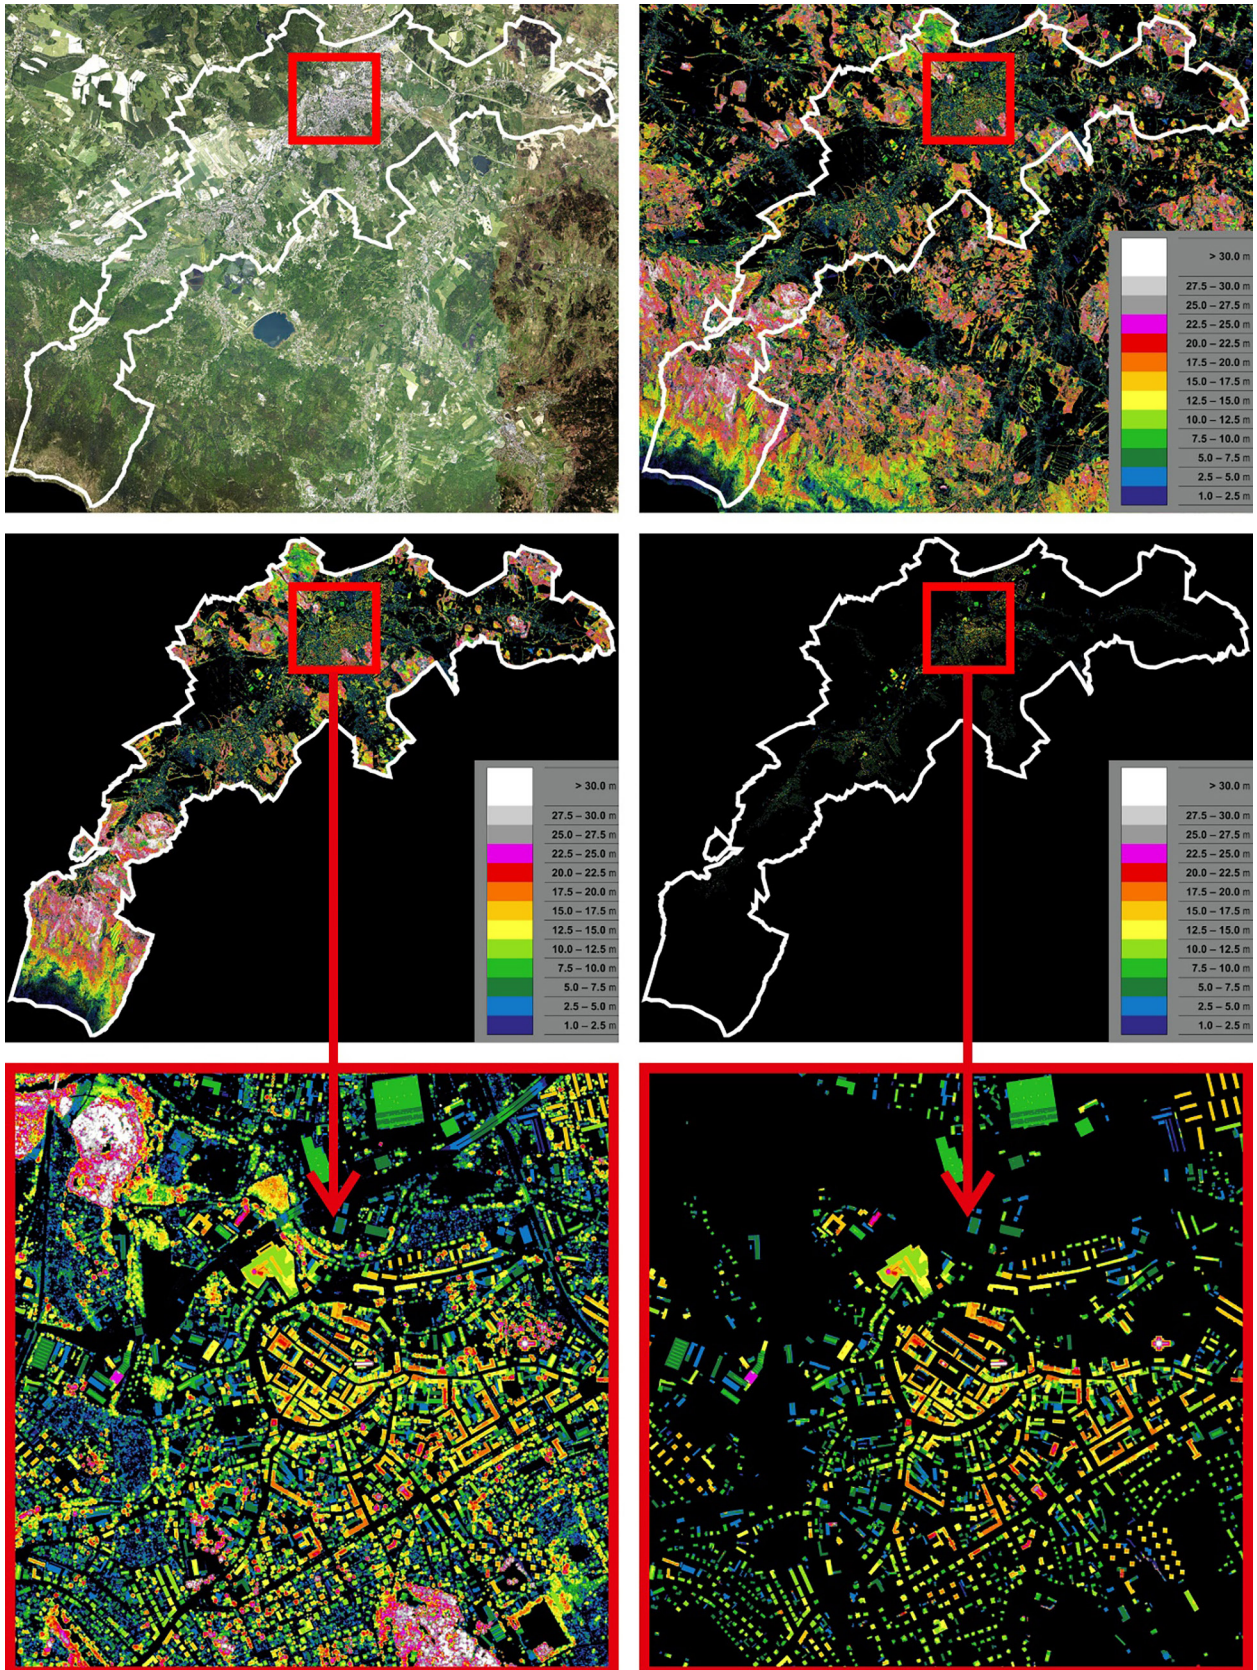 > 30.0 m
27.5 – 30.0 m
25.0 – 27.5 m
22.5 – 25.0 m
20.0 – 22.5 m
17.5 – 20.0 m
15.0 – 17.5 m
12.5 – 15.0 m
10.0 – 12.5 m
7.5 – 10.0 m
5.0 – 7.5 m
2.5 – 5.0 m
1.0 – 2.5 m
> 30.0 m
27.5 – 30.0 m
25.0 – 27.5 m
22.5 – 25.0 m
20.0 – 22.5 m
17.5 – 20.0 m
15.0 – 17.5 m
12.5 – 15.0 m
10.0 – 12.5 m
7.5 – 10.0 m
5.0 – 7.5 m
2.5 – 5.0 m
1.0 – 2.5 m
> 30.0 m
27.5 – 30.0 m
25.0 – 27.5 m
22.5 – 25.0 m
20.0 – 22.5 m
17.5 – 20.0 m
15.0 – 17.5 m
12.5 – 15.0 m
10.0 – 12.5 m
7.5 – 10.0 m
5.0 – 7.5 m
2.5 – 5.0 m
1.0 – 2.5 m